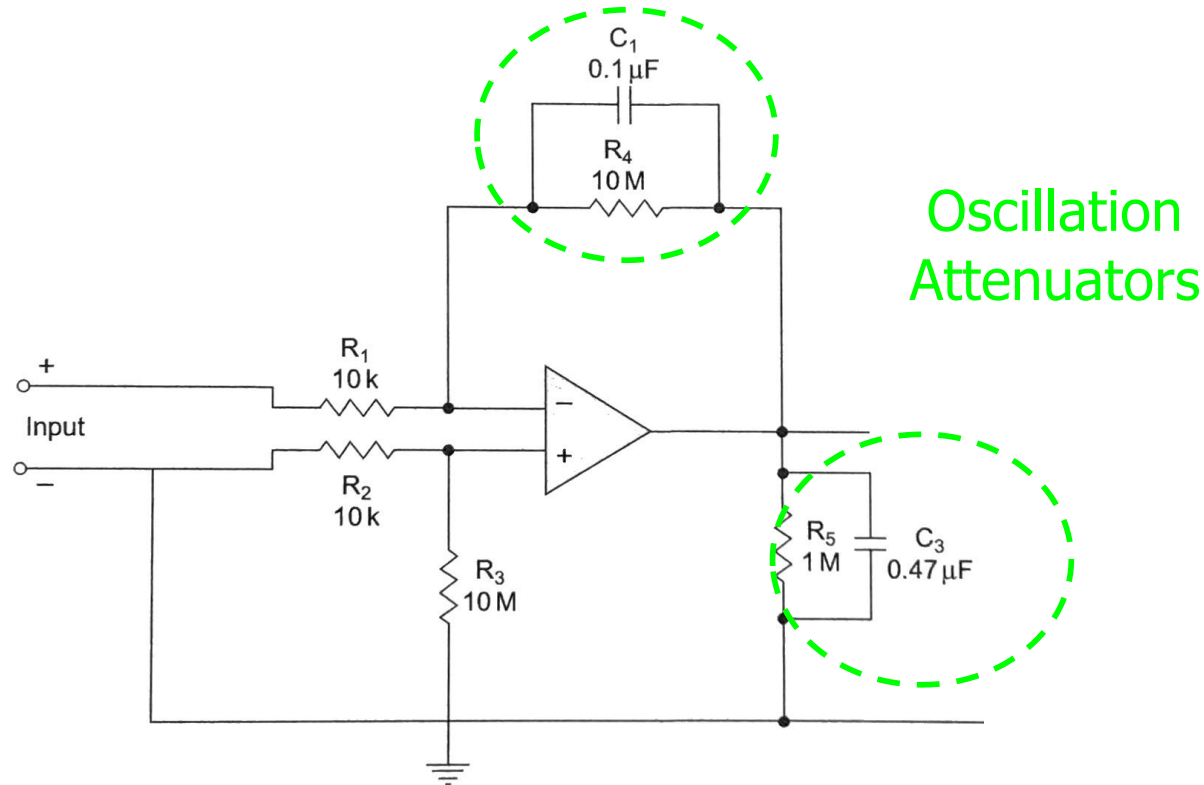 C₁
0.1 µF
R₄
10 M
Oscillation
Attenuators
+
R₁
10 k
Input
−
+
−
R₂
10 k
R₃
10 M
R₅
1 M
C₃
0.47 µF